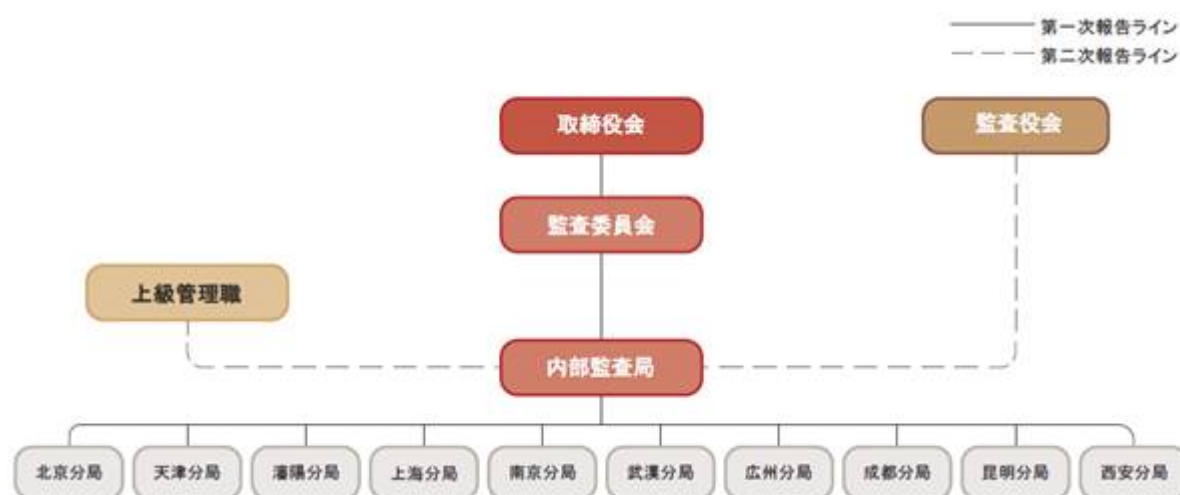 第一次報告ライン
第二次報告ライン
取締役会
監査役会
監査委員会
上級管理職
内部監査局
北京分局
天津分局
瀋陽分局
上海分局
南京分局
武漢分局
広州分局
成都分局
昆明分局
西安分局